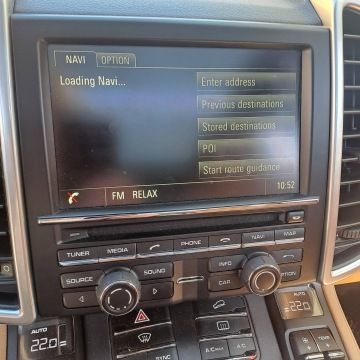 NAVI OPTION
Loading Navi...
Enter address
Previous destinations
Stored destinations
POI
Start route guidance
FM RELAX 10:52
TUNER MEDIA PHONE NAVI MAP
SOURCE SOUND INFO OPTION
CAR
AUTO
22.0
A/C
AUTO
22.0